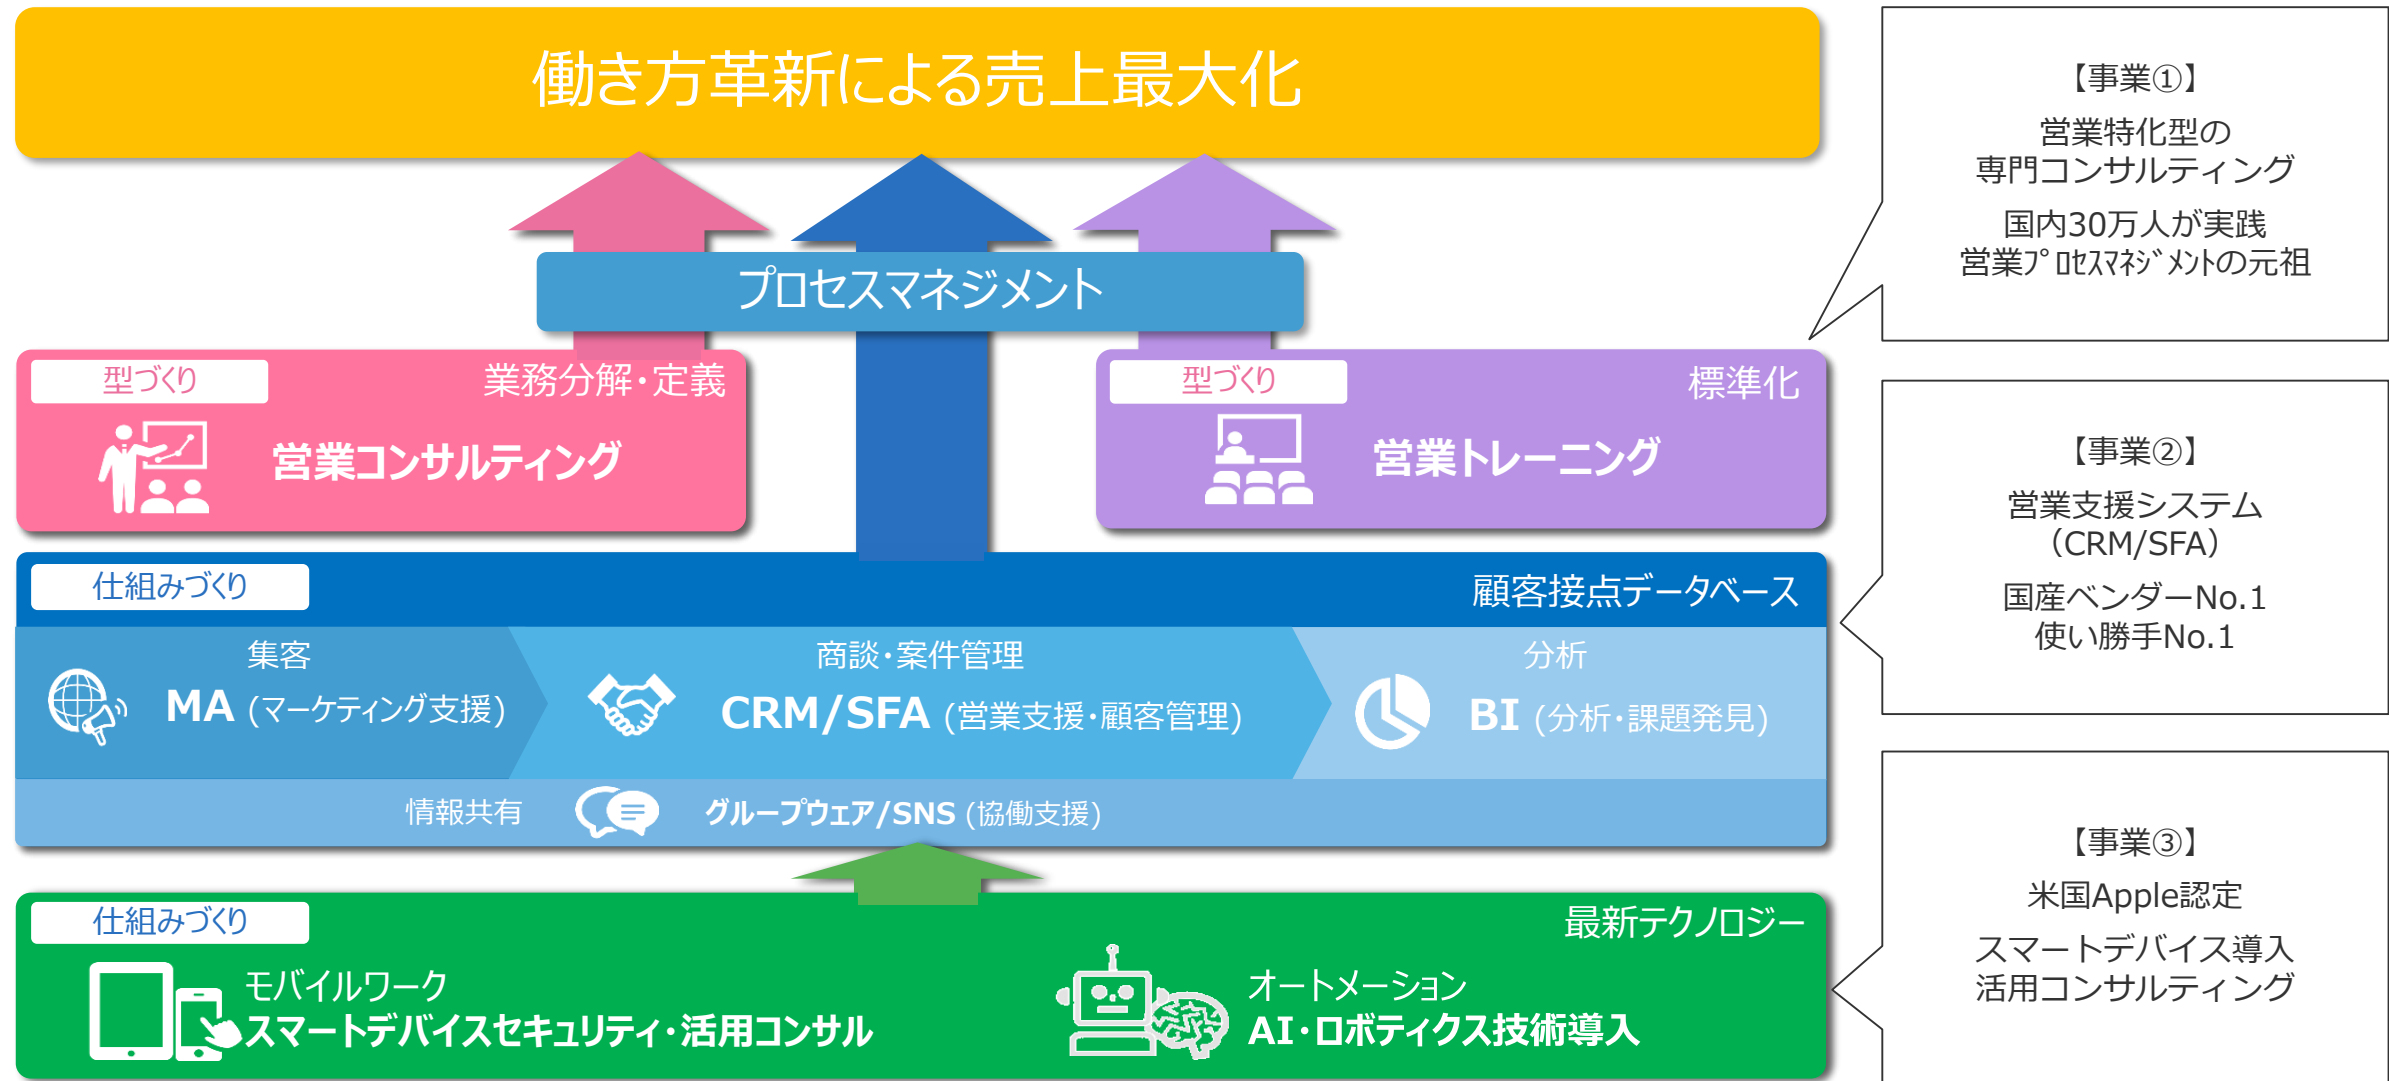 働き方革新による売上最大化
プロセスマネジメント
型づくり
業務分解・定義
営業コンサルティング
型づくり
標準化
営業トレーニング
仕組みづくり
顧客接点データベース
集客
MA (マーケティング支援)
商談・案件管理
CRM/SFA (営業支援・顧客管理)
分析
BI (分析・課題発見)
情報共有
グループウェア/SNS (協働支援)
仕組みづくり
最新テクノロジー
モバイルワーク
スマートデバイスセキュリティ・活用コンサル
オートメーション
AI・ロボティクス技術導入
【事業①】
営業特化型の
専門コンサルティング
国内30万人が実践
営業ﾌﾟﾛｾｽﾏﾈｼﾞﾒﾝﾄの元祖
【事業②】
営業支援システム
（CRM/SFA）
国産ベンダーNo.1
使い勝手No.1
【事業③】
米国Apple認定
スマートデバイス導入
活用コンサルティング